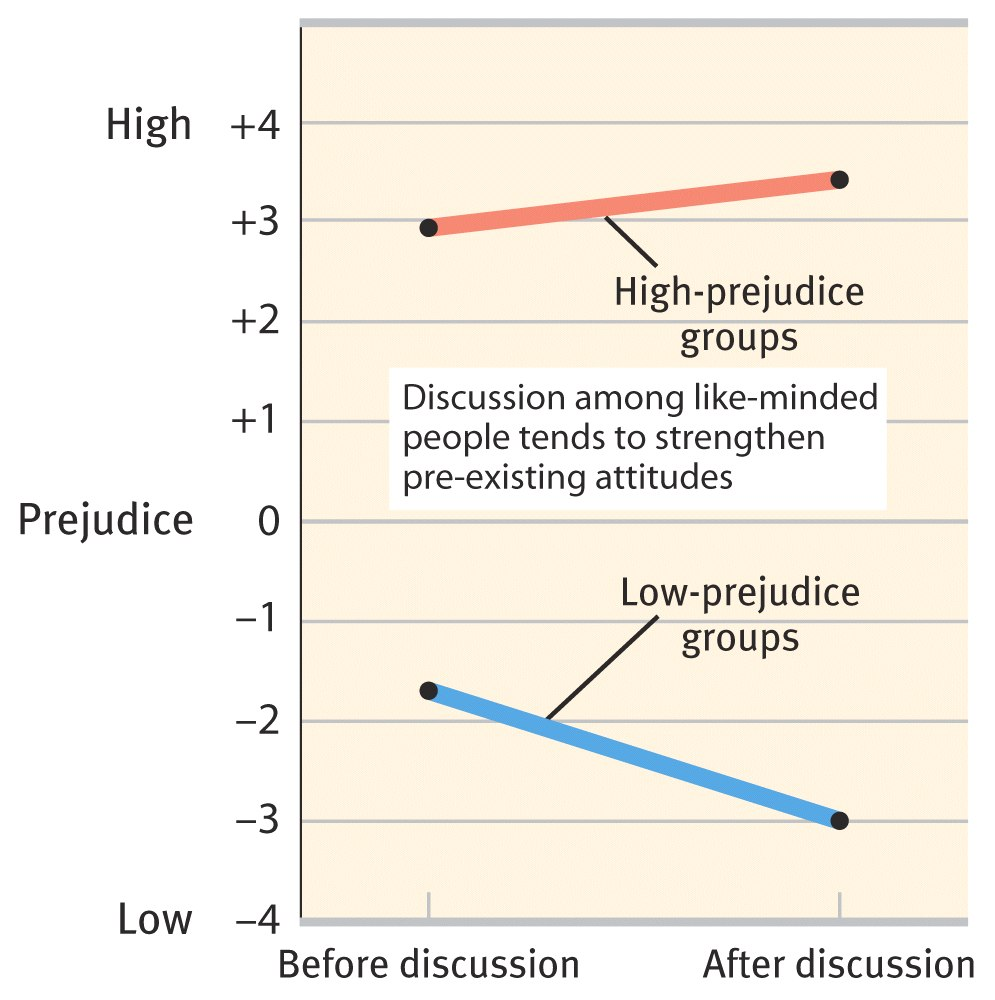 High +4
+3
High-prejudice
groups
+2
Discussion among like-minded
people tends to strengthen
pre-existing attitudes
+1
Prejudice 0
Low-prejudice
groups
–1
–2
–3
Low –4
Before discussion After discussion